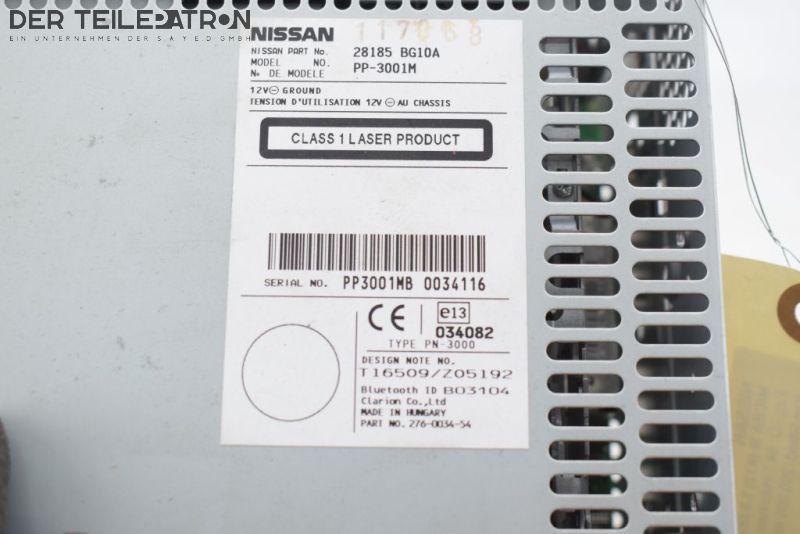 DER TEILEPATRON
EIN UNTERNEHMEN DER S A Y E D GMBH
NISSAN
NISSAN PART No. 28185 BG10A
MODEL NO. PP-3001M
N° DE MODELE
12V⊖ GROUND
TENSION D'UTILISATION 12V ⊖ AU CHASSIS
CLASS 1 LASER PRODUCT
SERIAL NO. PP3001MB 0034116
CE e13
034082
TYPE PN-3000
DESIGN NOTE NO.
T16509/Z05192
Bluetooth ID B03104
Clarion Co.,Ltd
MADE IN HUNGARY
PART NO. 276-0034-54